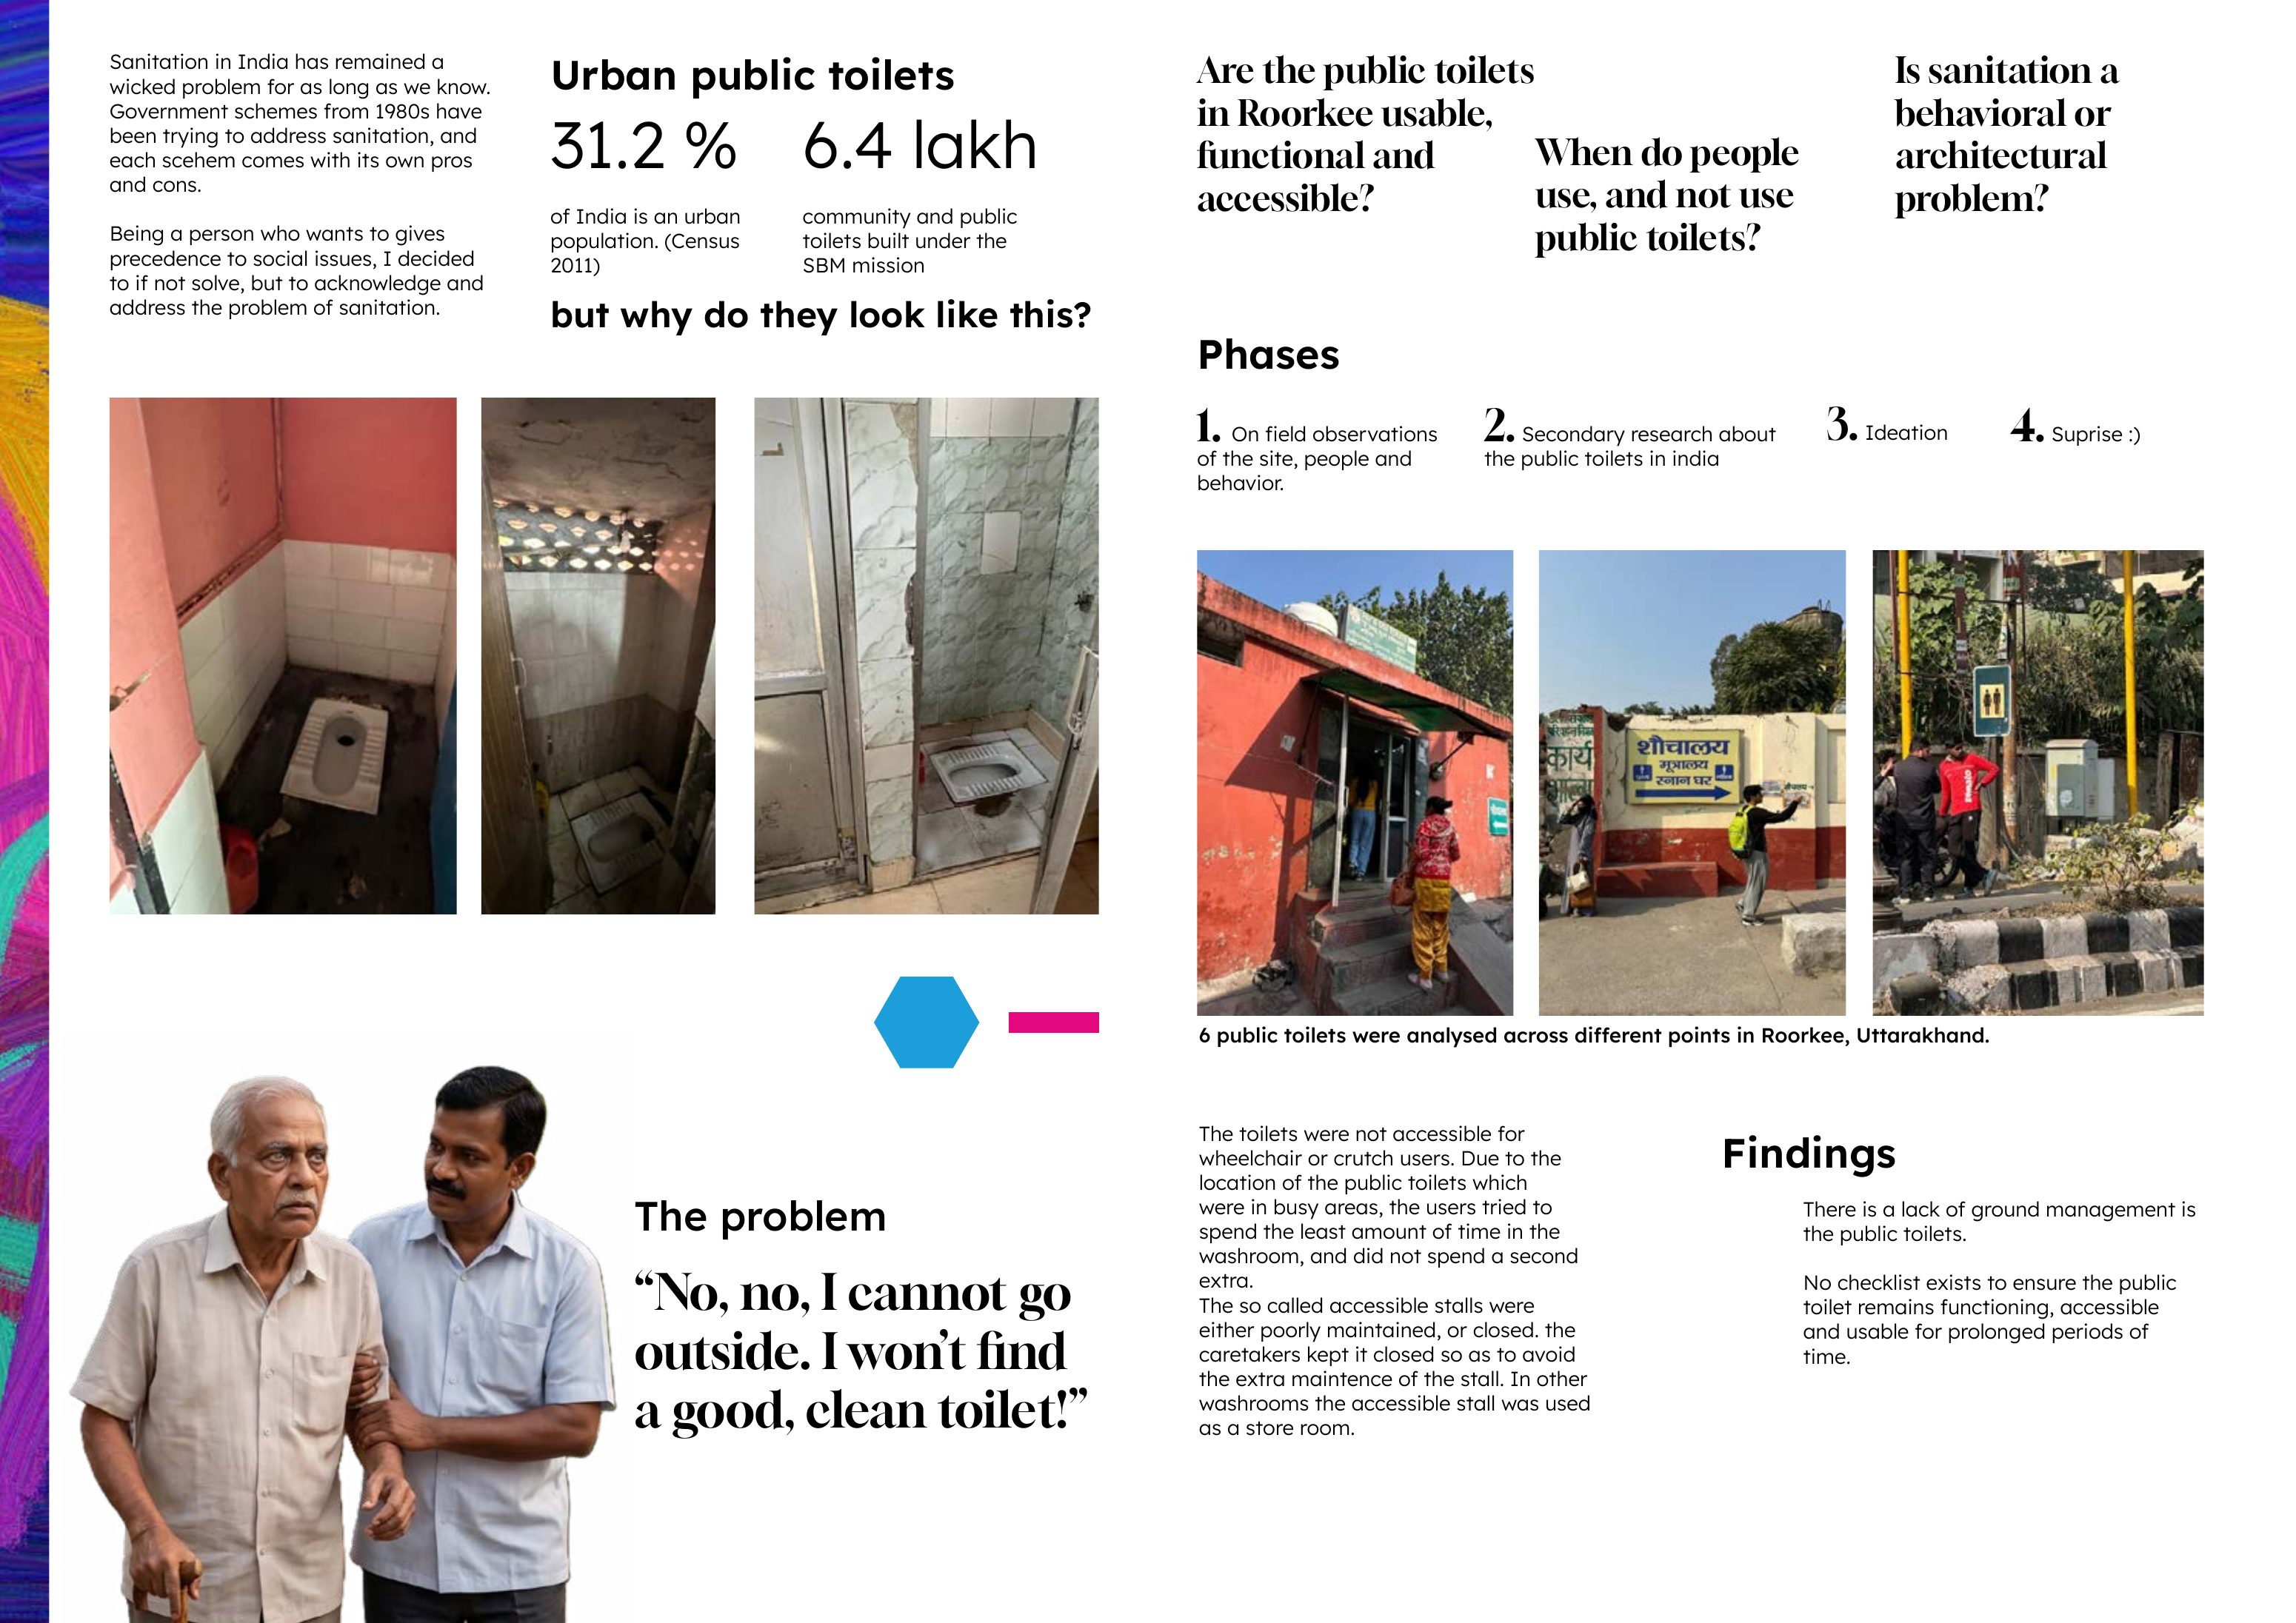 Sanitation in India has remained a
wicked problem for as long as we know.
Government schemes from 1980s have
been trying to address sanitation, and
each scehem comes with its own pros
and cons.
Being a person who wants to gives
precedence to social issues, I decided
to if not solve, but to acknowledge and
address the problem of sanitation.
Urban public toilets
31.2 %
of India is an urban
population. (Census
2011)
6.4 lakh
community and public
toilets built under the
SBM mission
but why do they look like this?
The problem
“No, no, I cannot go
outside. I won’t find
a good, clean toilet!”
Are the public toilets
in Roorkee usable,
functional and
accessible?
When do people
use, and not use
public toilets?
Is sanitation a
behavioral or
architectural
problem?
Phases
1. On field observations
of the site, people and
behavior.
2. Secondary research about
the public toilets in india
3. Ideation
4. Suprise :)
कार्य
शौचालय
मूत्रालय
स्नान घर
6 public toilets were analysed across different points in Roorkee, Uttarakhand.
The toilets were not accessible for
wheelchair or crutch users. Due to the
location of the public toilets which
were in busy areas, the users tried to
spend the least amount of time in the
washroom, and did not spend a second
extra.
The so called accessible stalls were
either poorly maintained, or closed. the
caretakers kept it closed so as to avoid
the extra maintence of the stall. In other
washrooms the accessible stall was used
as a store room.
Findings
There is a lack of ground management is
the public toilets.
No checklist exists to ensure the public
toilet remains functioning, accessible
and usable for prolonged periods of
time.